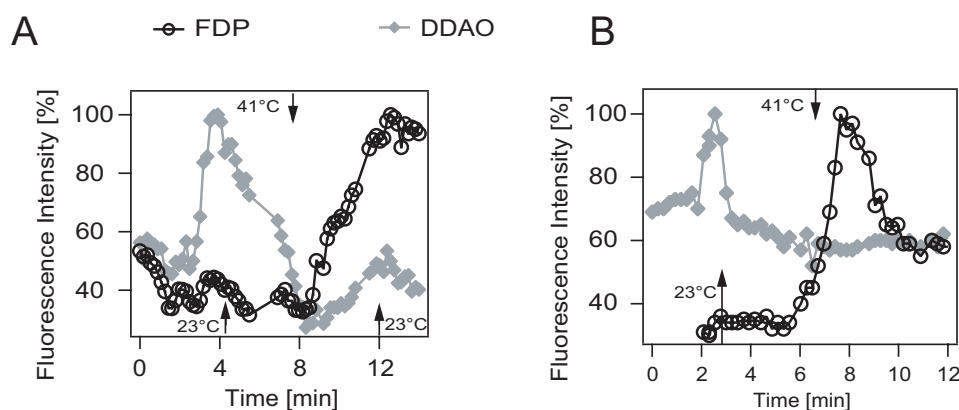 A FDP DDAO B
Fluorescence Intensity [%]
100
80
60
40
41°C
23°C
23°C
0 4 8 12
Time [min]
Fluorescence Intensity [%]
100
80
60
40
41°C
23°C
0 2 4 6 8 10 12
Time [min]